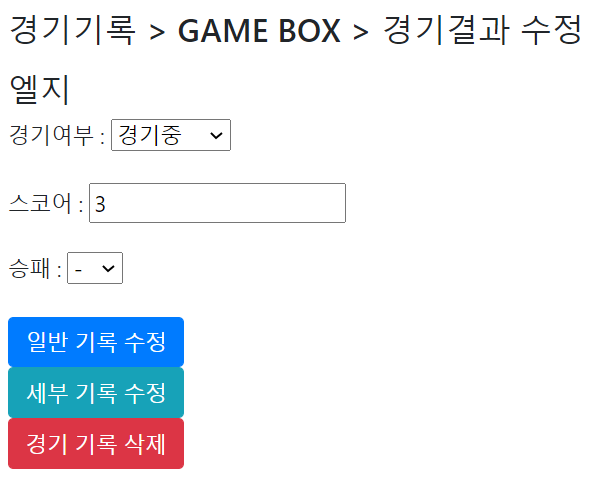 경기기록 > GAME BOX > 경기결과 수정
엘지
경기여부 : 경기중
스코어 : 3
승패 : -
일반 기록 수정
세부 기록 수정
경기 기록 삭제